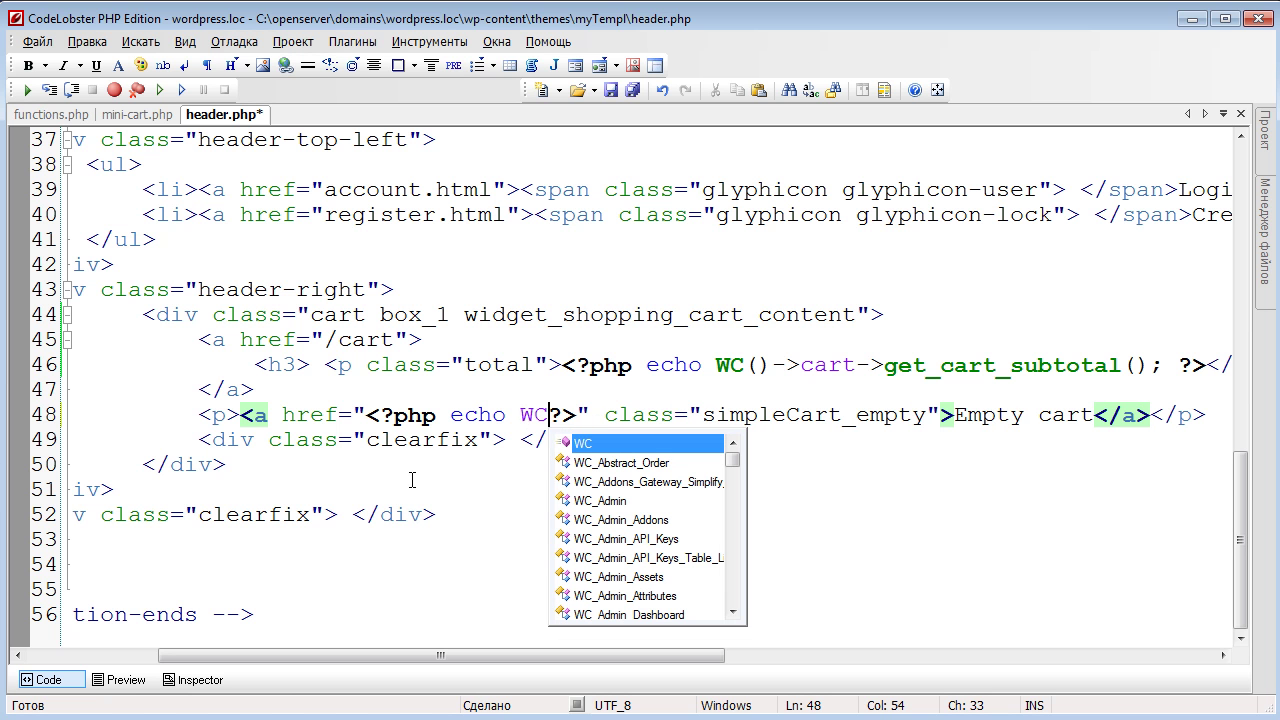 CodeLobster PHP Edition - wordpress.loc - C:\openserver\domains\wordpress.loc\wp-content\themes\myTempl\header.php
Файл Правка Искать Вид Отладка Проект Плагины Инструменты Окна Помощь
functions.php mini-cart.php header.php*
37 v class="header-top-left">
38 <ul>
39 <li><a href="account.html"><span class="glyphicon glyphicon-user"> </span>Logi
40 <li><a href="register.html"><span class="glyphicon glyphicon-lock"> </span>Cre
41 </ul>
42 iv>
43 v class="header-right">
44 <div class="cart box_1 widget_shopping_cart_content">
45 <a href="/cart">
46 <h3> <p class="total"><?php echo WC()->cart->get_cart_subtotal(); ?></
47 </a>
48 <p><a href="<?php echo WC?>" class="simpleCart_empty">Empty cart</a></p>
49 <div class="clearfix"> </
50 </div>
51 iv>
52 v class="clearfix"> </div>
53
54
55
56 tion-ends -->
WC
WC_Abstract_Order
WC_Addons_Gateway_Simplify_
WC_Admin
WC_Admin_Addons
WC_Admin_API_Keys
WC_Admin_API_Keys_Table_L
WC_Admin_Assets
WC_Admin_Attributes
WC_Admin_Dashboard
Проект
Менеджер файлов
Code Preview Inspector
Готов Сделано UTF_8 Windows Ln: 48 Col: 54 Ch: 33 INS